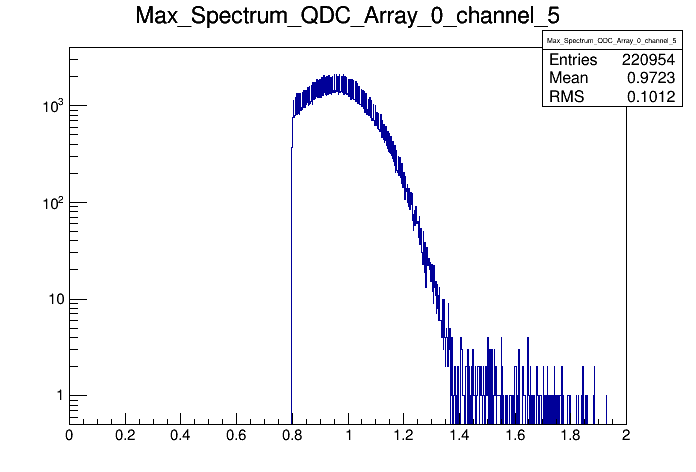 Max_Spectrum_QDC_Array_0_channel_5
Max_Spectrum_QDC_Array_0_channel_5
Entries 220954
Mean 0.9723
RMS 0.1012
10³
10²
10
1
0 0.2 0.4 0.6 0.8 1 1.2 1.4 1.6 1.8 2